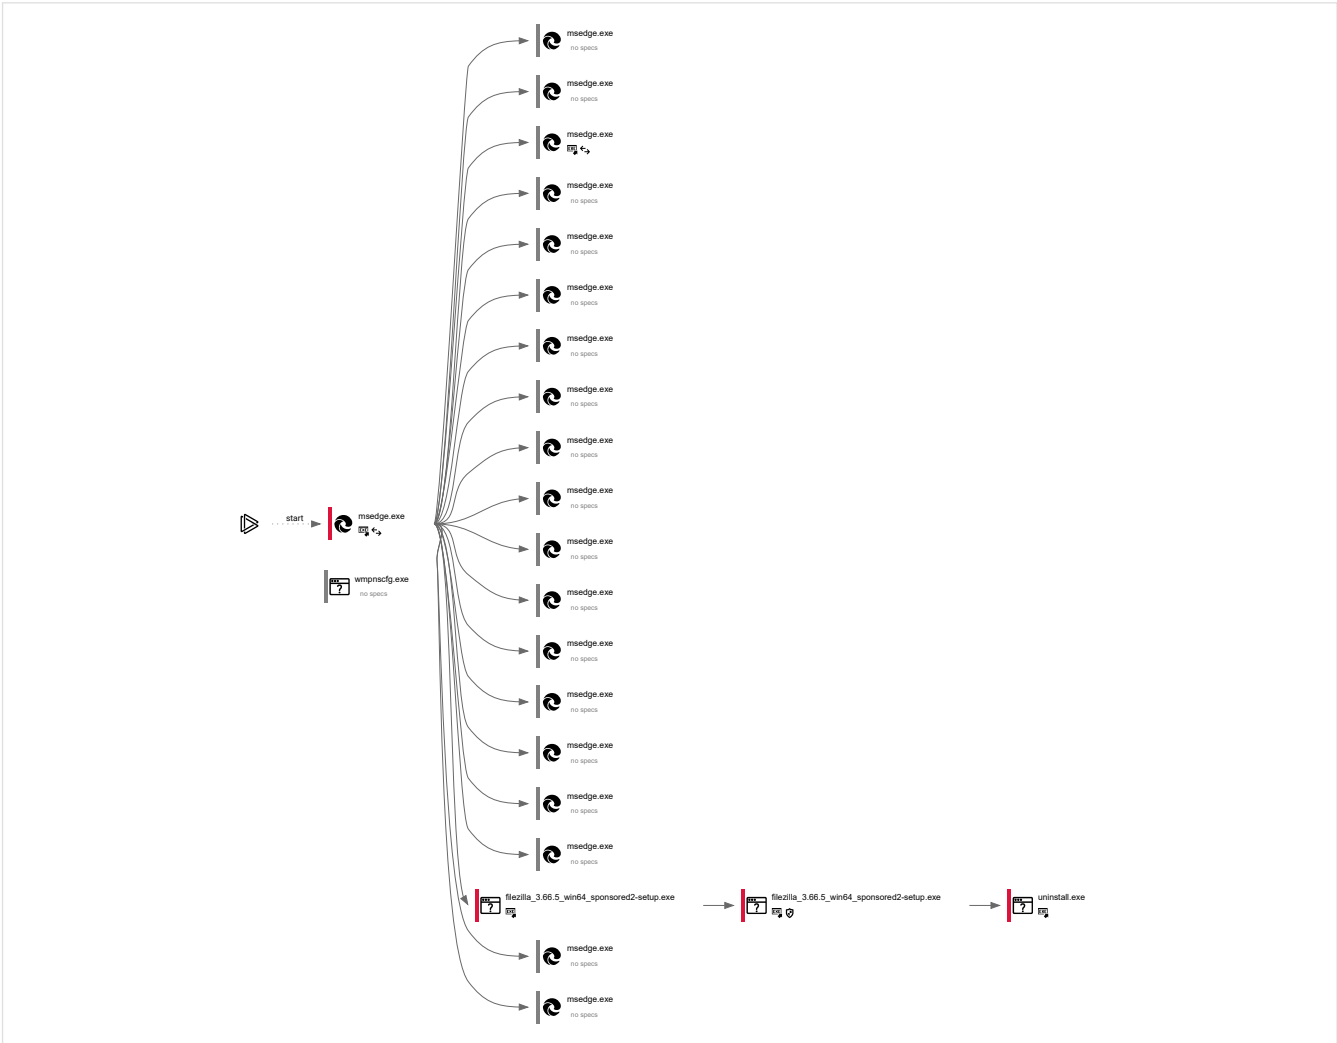 msedge.exe
no specs
msedge.exe
no specs
msedge.exe
msedge.exe
no specs
msedge.exe
no specs
msedge.exe
no specs
msedge.exe
no specs
msedge.exe
no specs
msedge.exe
no specs
msedge.exe
no specs
start
msedge.exe
msedge.exe
no specs
wmpnscfg.exe
no specs
msedge.exe
no specs
msedge.exe
no specs
msedge.exe
no specs
msedge.exe
no specs
msedge.exe
no specs
msedge.exe
no specs
filezilla_3.66.5_win64_sponsored2-setup.exe
filezilla_3.66.5_win64_sponsored2-setup.exe
uninstall.exe
msedge.exe
no specs
msedge.exe
no specs